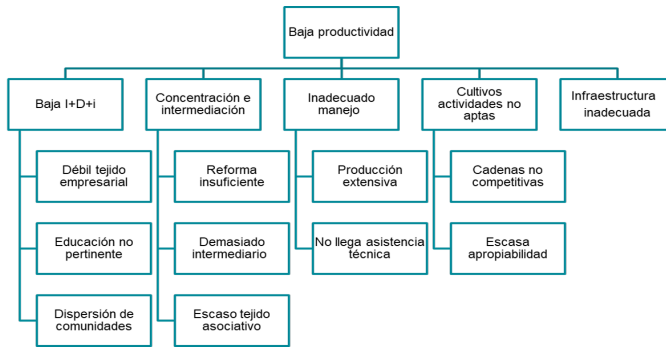 Baja productividad
Baja I+D+i
Concentración e
intermediación
Inadecuado
manejo
Cultivos
actividades no
aptas
Infraestructura
inadecuada
Débil tejido
empresarial
Reforma
insuficiente
Producción
extensiva
Cadenas no
competitivas
Educación no
pertinente
Demasiado
intermediario
No llega asistencia
técnica
Escasa
apropiabilidad
Dispersión de
comunidades
Escaso tejido
asociativo